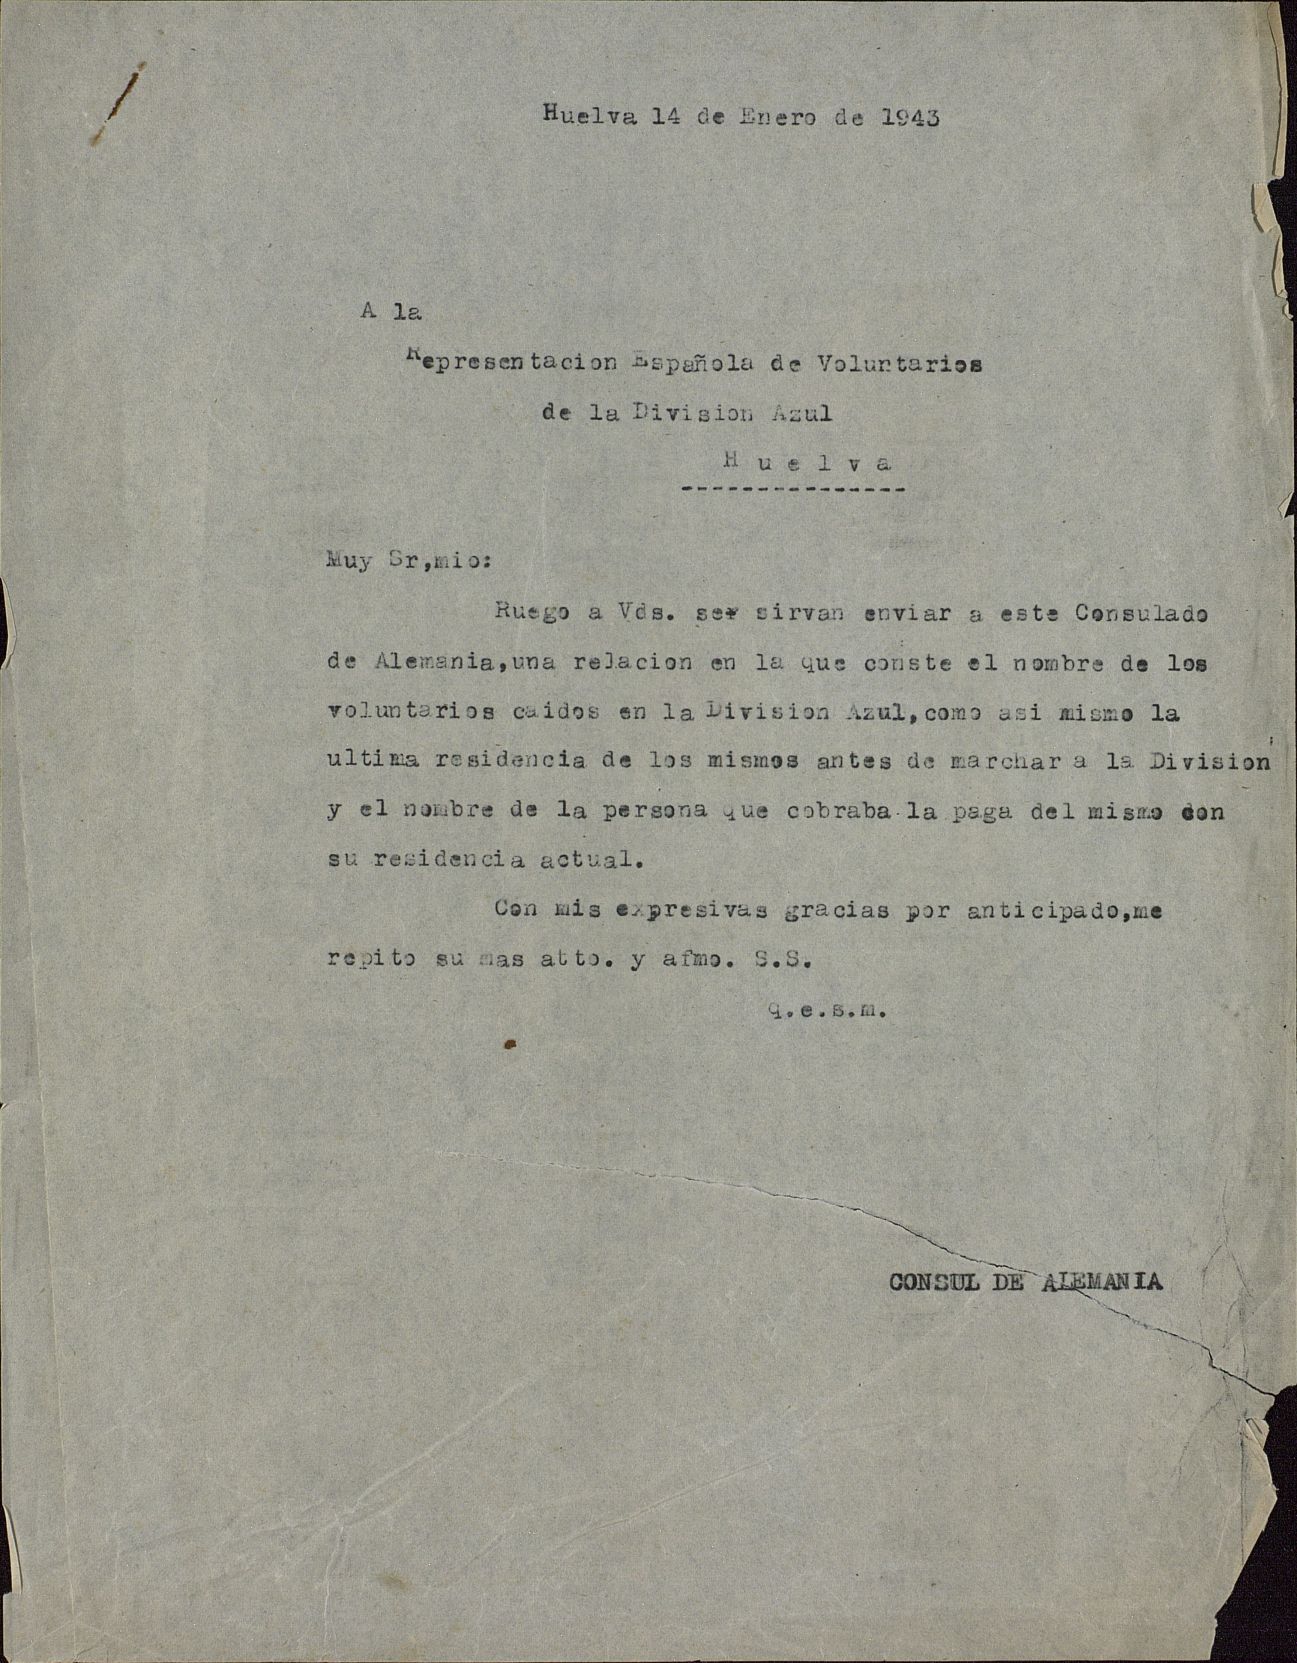 Huelva 14 de Enero de 1943
A la
Representacion Española de Voluntarios
de la Division Azul
H u e l v a
---------------
Muy Sr,mio:
Ruego a Vds. ser sirvan enviar a este Consulado
de Alemania,una relacion en la que conste el nombre de los
voluntarios caidos en la Division Azul,como asi mismo la
ultima residencia de los mismos antes de marchar a la Division
y el nombre de la persona que cobraba la paga del mismo con
su residencia actual.
Con mis expresivas gracias por anticipado,me
repito su mas atto. y afmo. S.S.
q.e.s.m.
CONSUL DE ALEMANIA